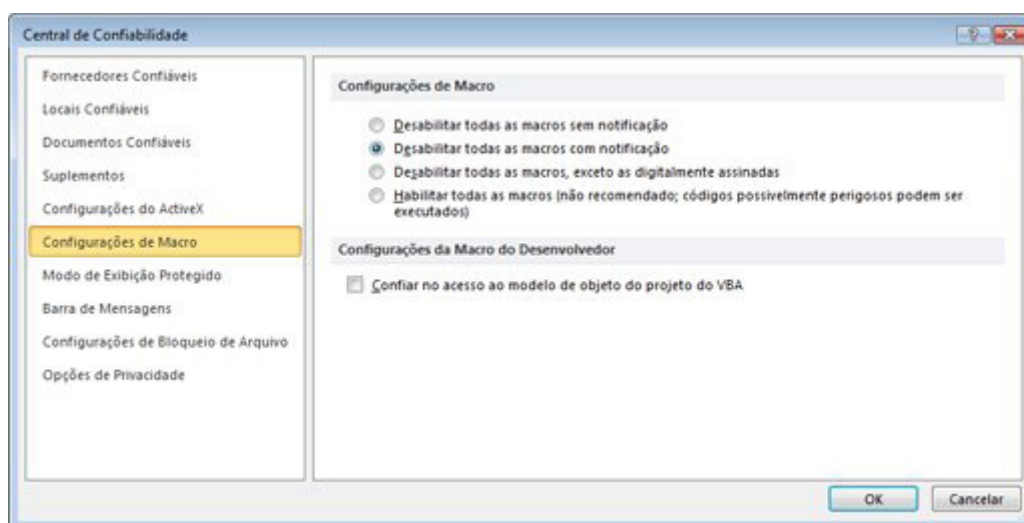 Central de Confiabilidade
Fornecedores Confiáveis
Locais Confiáveis
Documentos Confiáveis
Suplementos
Configurações do ActiveX
Configurações de Macro
Modo de Exibição Protegido
Barra de Mensagens
Configurações de Bloqueio de Arquivo
Opções de Privacidade
Configurações de Macro
Desabilitar todas as macros sem notificação
Desabilitar todas as macros com notificação
Desabilitar todas as macros, exceto as digitalmente assinadas
Habilitar todas as macros (não recomendado; códigos possivelmente perigosos podem ser
executados)
Configurações da Macro do Desenvolvedor
Confiar no acesso ao modelo de objeto do projeto do VBA
OK
Cancelar